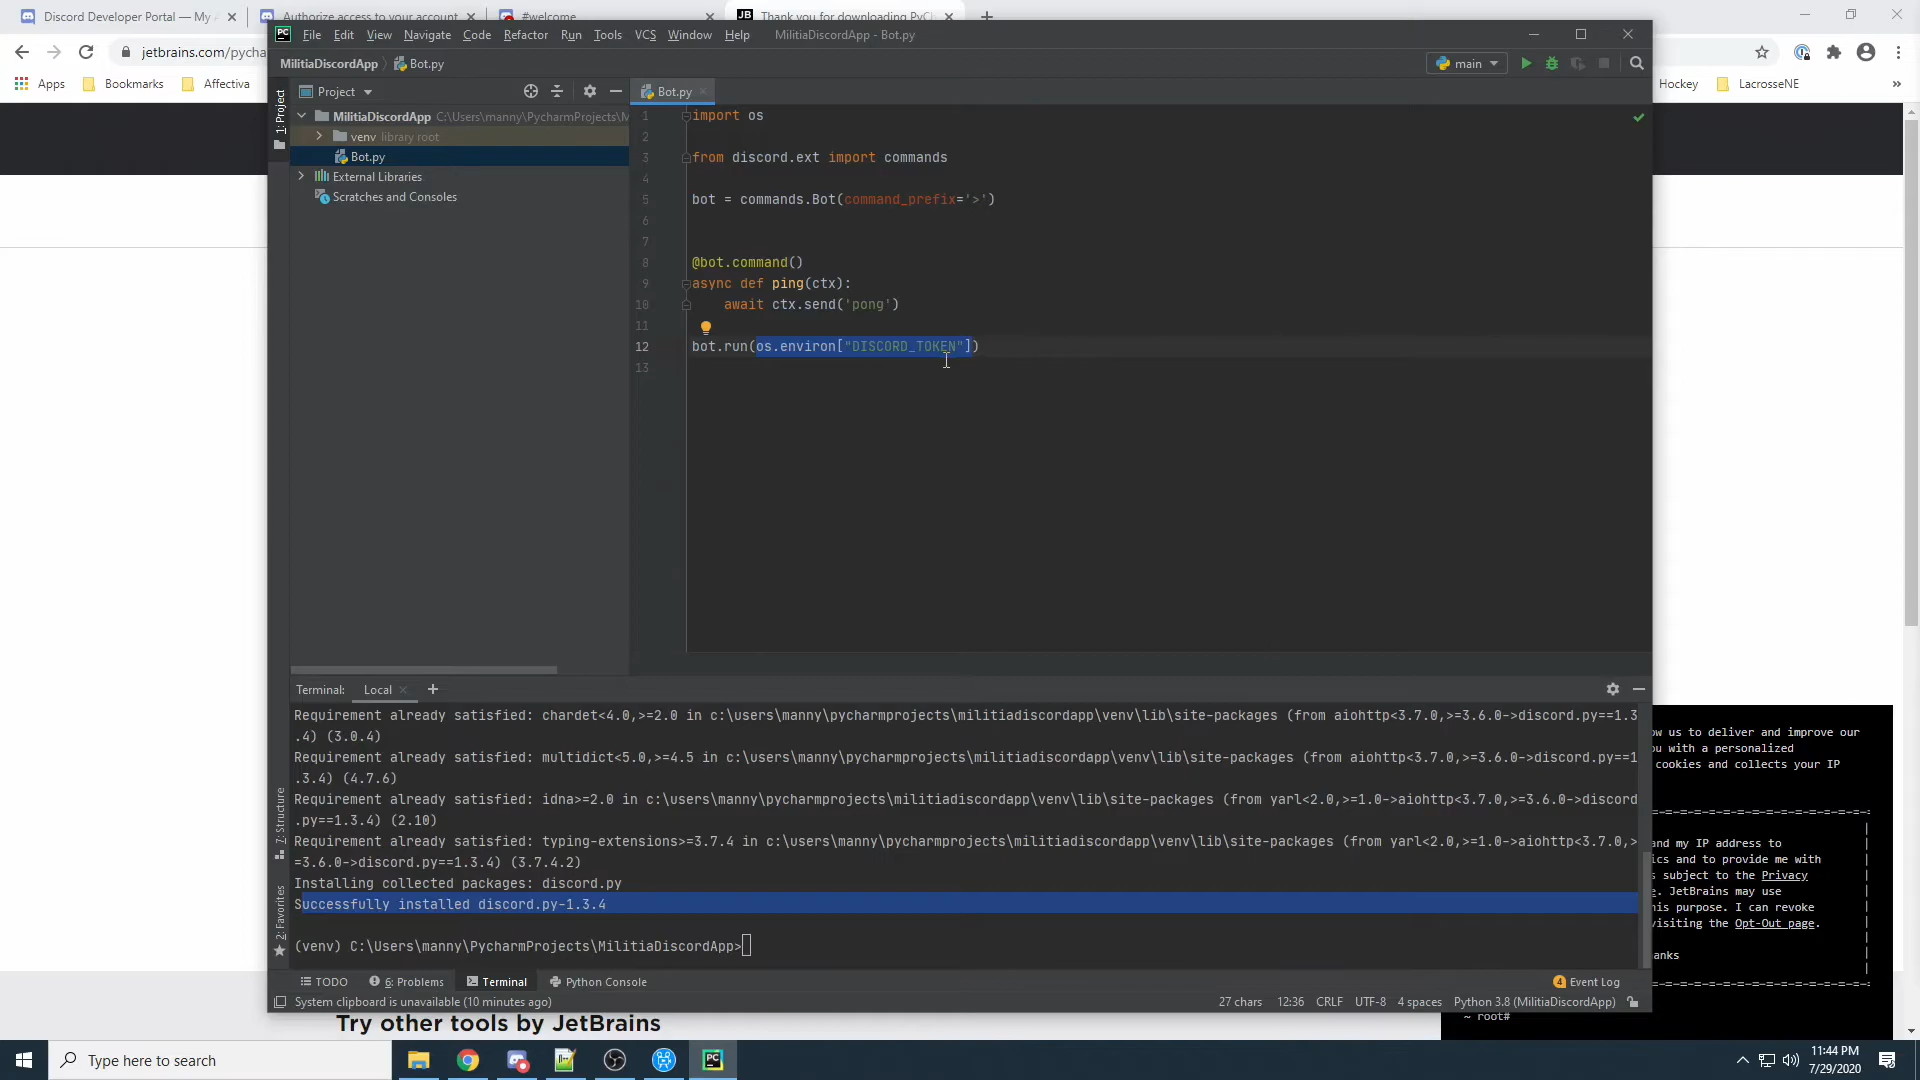 Discord Developer Portal — My A
Authorize access to your account
#welcome
Thank you for downloading PyCh
jetbrains.com/pycha
Apps
Bookmarks
Affectiva
Hockey
LacrosseNE
»
PC
File Edit View Navigate Code Refactor Run Tools VCS Window Help
MilitiaDiscordApp - Bot.py
MilitiaDiscordApp
Bot.py
main
1: Project
Project
Bot.py
MilitiaDiscordApp C:\Users\manny\PycharmProjects\M
venv library root
Bot.py
External Libraries
Scratches and Consoles
1 import os
2
3 from discord.ext import commands
4
5 bot = commands.Bot(command_prefix='>')
6
7
8 @bot.command()
9 async def ping(ctx):
10 await ctx.send('pong')
11
12 bot.run(os.environ["DISCORD_TOKEN"])
13
Terminal: Local +
Requirement already satisfied: chardet<4.0,>=2.0 in c:\users\manny\pycharmprojects\militiadiscordapp\venv\lib\site-packages (from aiohttp<3.7.0,>=3.6.0->discord.py==1.3
.4) (3.0.4)
Requirement already satisfied: multidict<5.0,>=4.5 in c:\users\manny\pycharmprojects\militiadiscordapp\venv\lib\site-packages (from aiohttp<3.7.0,>=3.6.0->discord.py==1
.3.4) (4.7.6)
Requirement already satisfied: idna>=2.0 in c:\users\manny\pycharmprojects\militiadiscordapp\venv\lib\site-packages (from yarl<2.0,>=1.0->aiohttp<3.7.0,>=3.6.0->discord
.py==1.3.4) (2.10)
Requirement already satisfied: typing-extensions>=3.7.4 in c:\users\manny\pycharmprojects\militiadiscordapp\venv\lib\site-packages (from yarl<2.0,>=1.0->aiohttp<3.7.0,>
=3.6.0->discord.py==1.3.4) (3.7.4.2)
Installing collected packages: discord.py
Successfully installed discord.py-1.3.4
(venv) C:\Users\manny\PycharmProjects\MilitiaDiscordApp>
7: Structure
2: Favorites
TODO
6: Problems
Terminal
Python Console
4 Event Log
System clipboard is unavailable (10 minutes ago)
27 chars 12:36 CRLF UTF-8 4 spaces Python 3.8 (MilitiaDiscordApp)
ow us to deliver and improve our
ou with a personalized
cookies and collects your IP
and my IP address to
ics and to provide me with
s subject to the Privacy
e. JetBrains may use
his purpose. I can revoke
visiting the Opt-Out page.
anks
~ root#
Try other tools by JetBrains
Type here to search
11:44 PM
7/29/2020